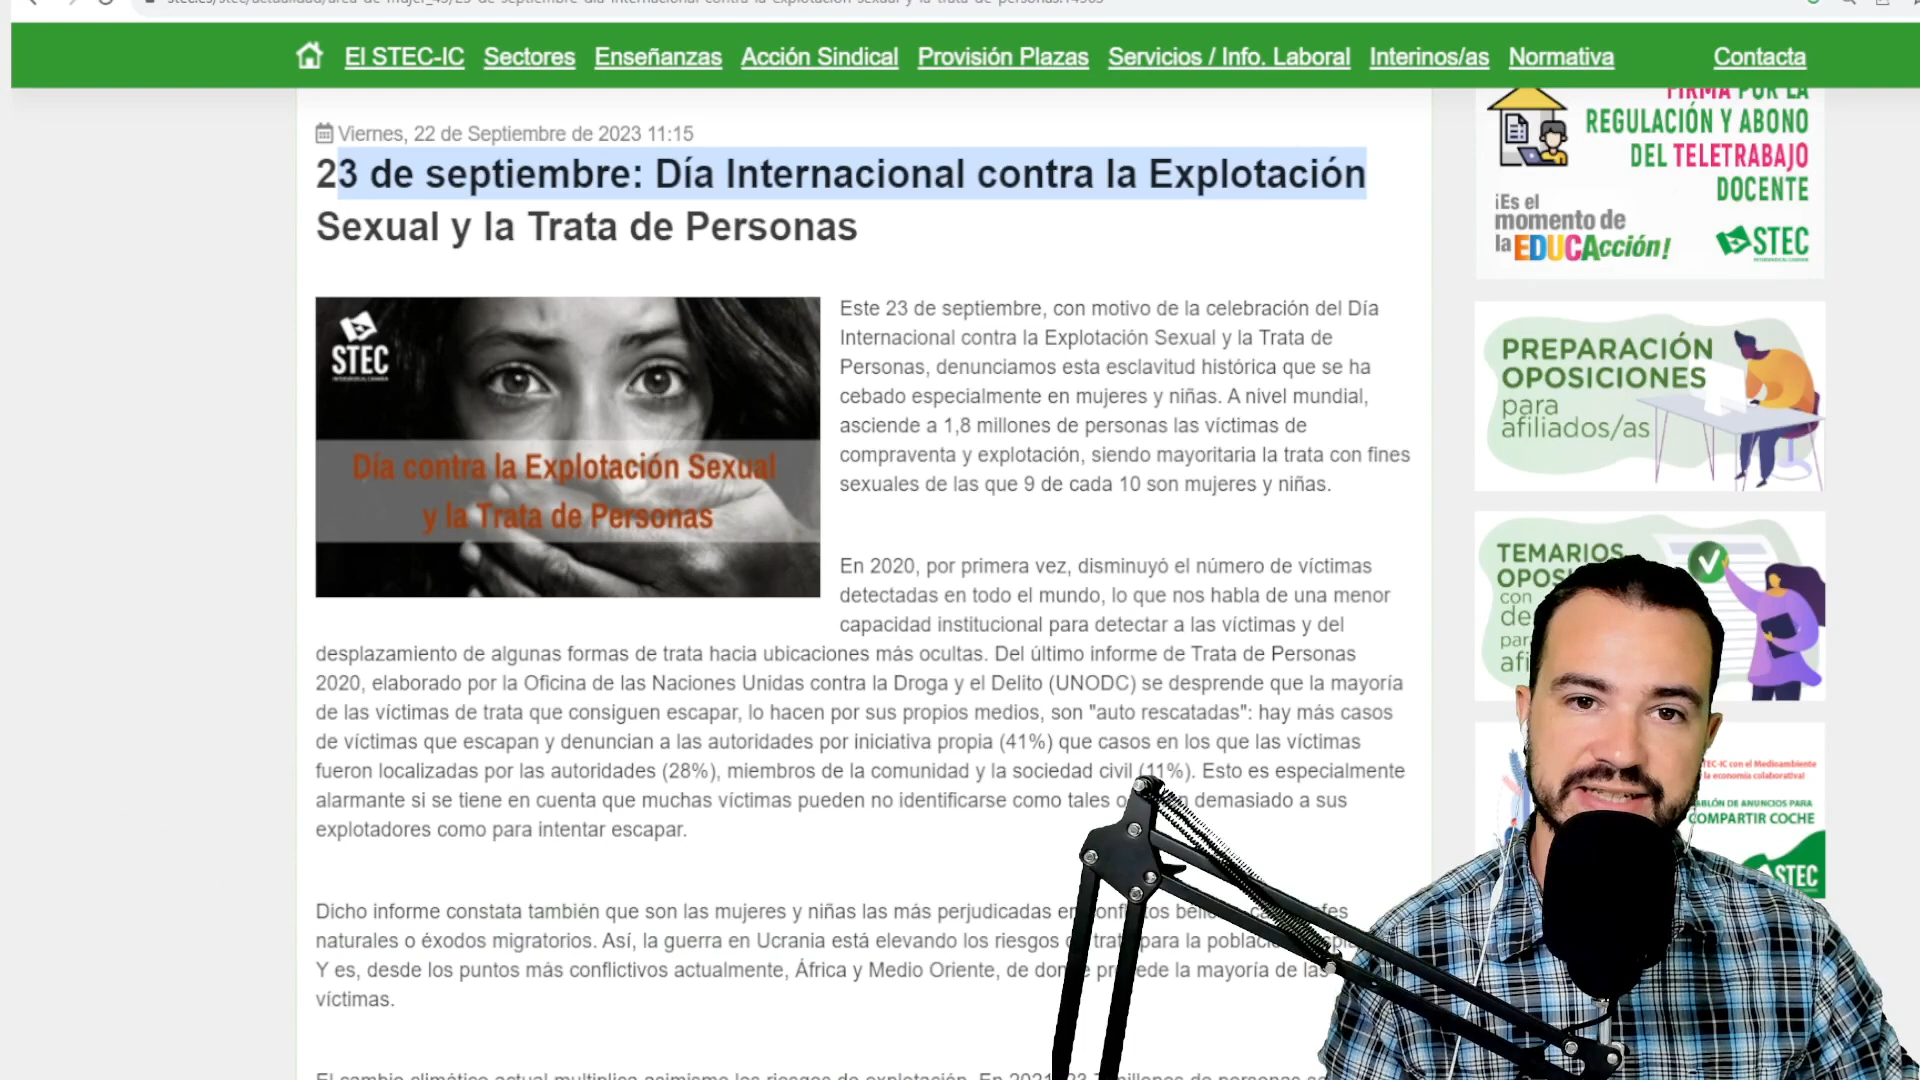 El STEC-IC Sectores Enseñanzas Acción Sindical Provisión Plazas Servicios / Info. Laboral Interinos/as Normativa Contacta
Viernes, 22 de Septiembre de 2023 11:15
23 de septiembre: Día Internacional contra la Explotación
Sexual y la Trata de Personas
STEC
Día contra la Explotación Sexual
y la Trata de Personas
Este 23 de septiembre, con motivo de la celebración del Día
Internacional contra la Explotación Sexual y la Trata de
Personas, denunciamos esta esclavitud histórica que se ha
cebado especialmente en mujeres y niñas. A nivel mundial,
asciende a 1,8 millones de personas las víctimas de
compraventa y explotación, siendo mayoritaria la trata con fines
sexuales de las que 9 de cada 10 son mujeres y niñas.
En 2020, por primera vez, disminuyó el número de víctimas
detectadas en todo el mundo, lo que nos habla de una menor
capacidad institucional para detectar a las víctimas y del
desplazamiento de algunas formas de trata hacia ubicaciones más ocultas. Del último informe de Trata de Personas
2020, elaborado por la Oficina de las Naciones Unidas contra la Droga y el Delito (UNODC) se desprende que la mayoría
de las víctimas de trata que consiguen escapar, lo hacen por sus propios medios, son "auto rescatadas": hay más casos
de víctimas que escapan y denuncian a las autoridades por iniciativa propia (41%) que casos en los que las víctimas
fueron localizadas por las autoridades (28%), miembros de la comunidad y la sociedad civil (11%). Esto es especialmente
alarmante si se tiene en cuenta que muchas víctimas pueden no identificarse como tales o demasiado a sus
explotadores como para intentar escapar.
Dicho informe constata también que son las mujeres y niñas las más perjudicadas en
naturales o éxodos migratorios. Así, la guerra en Ucrania está elevando los riesgos para la
Y es, desde los puntos más conflictivos actualmente, África y Medio Oriente, de la mayoría de las
víctimas.
FIRMA POR LA
REGULACIÓN Y ABONO
DEL TELETRABAJO
DOCENTE
¡Es el
momento de
la EDUCAcción!
STEC
PREPARACIÓN
OPOSICIONES
para
afiliados/as
TEMARIOS
con
COMPARTIR COCHE
STEC